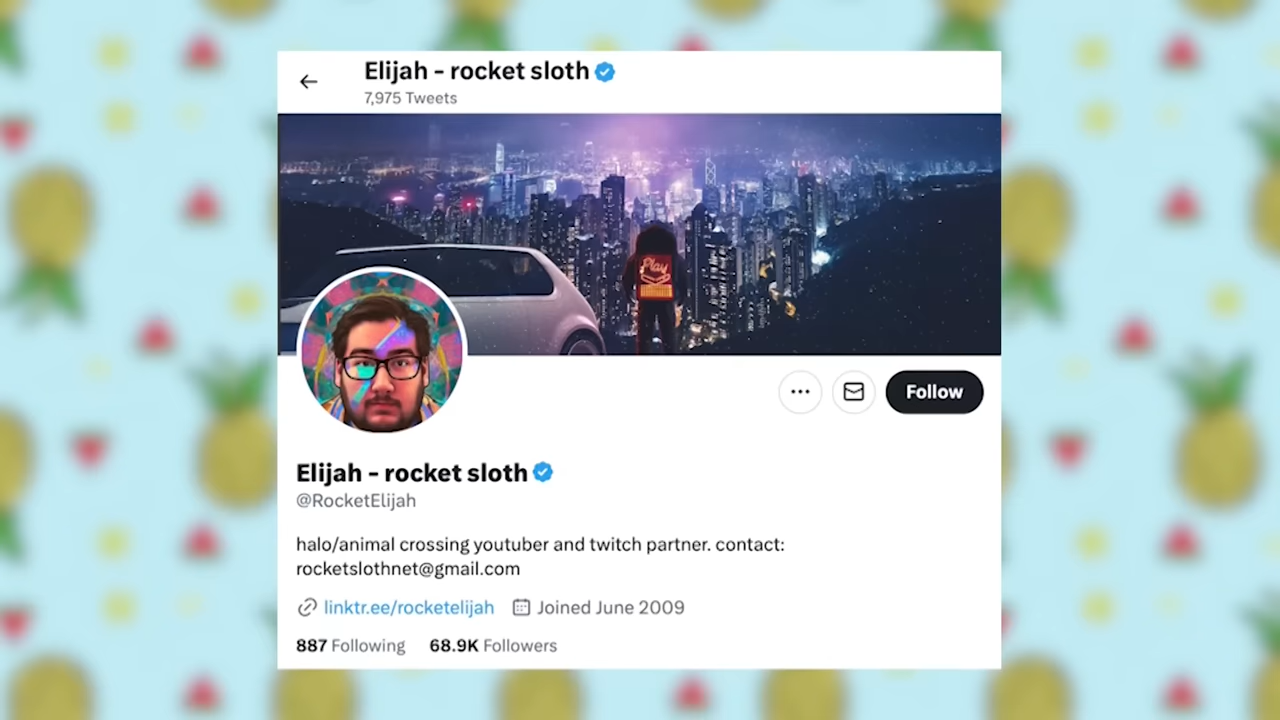 Elijah - rocket sloth
7,975 Tweets
Play
Follow
Elijah - rocket sloth
@RocketElijah
halo/animal crossing youtuber and twitch partner. contact:
rocketslothnet@gmail.com
linktr.ee/rocketelijah Joined June 2009
887 Following 68.9K Followers